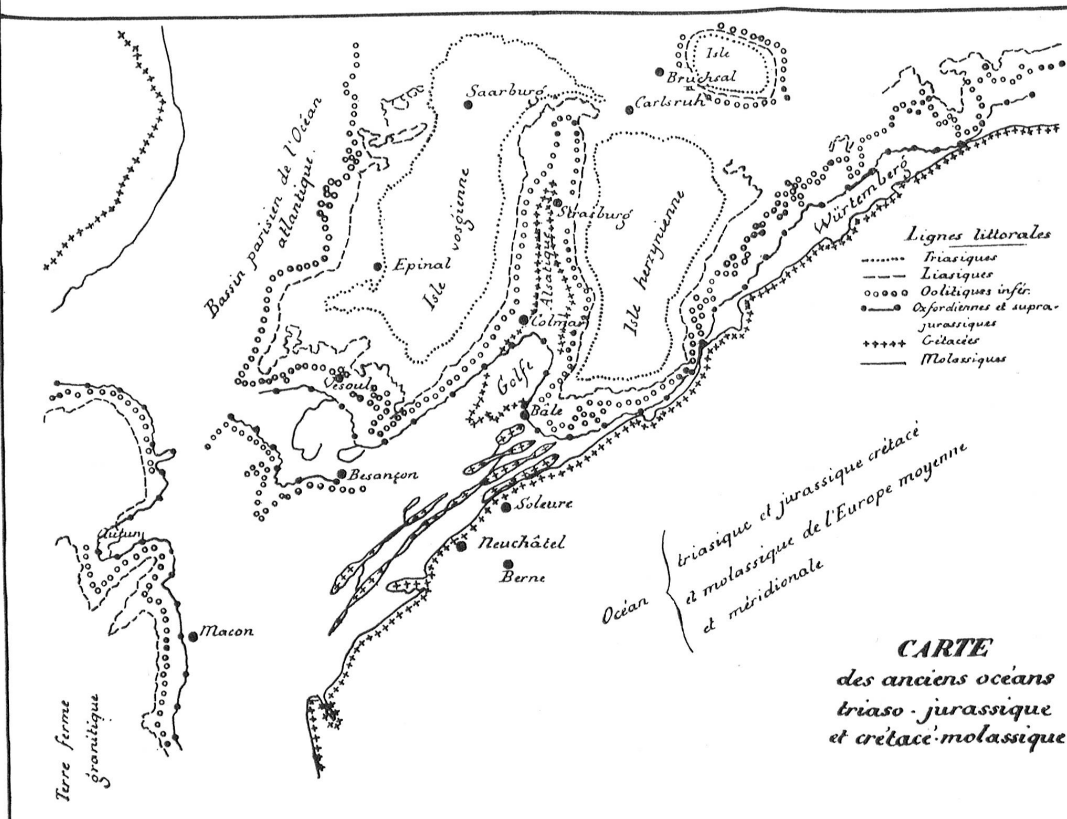 Isle
Bruchsal
Saarburg
Carlsruh
Bassin parisien de l'Océan
atlantique.
Isle vosgienne
Strasburg
Alsatique
Isle herzynienne
Würtemberg
Epinal
Colmar
Golfe
Vesoul
Bâle
Besançon
Soleure
Neuchâtel
Berne
Autun
Macon
Terre ferme
granitique
Lignes littorales
Triasiques
Liasiques
Oolitiques infér.
Oxfordiennes et supra-
jurassiques
Crétacées
Molassiques
Océan
triasique et jurassique crétacé
et molassique de l'Europe moyenne
et méridionale
CARTE
des anciens océans
triaso-jurassique
et crétacé-molassique